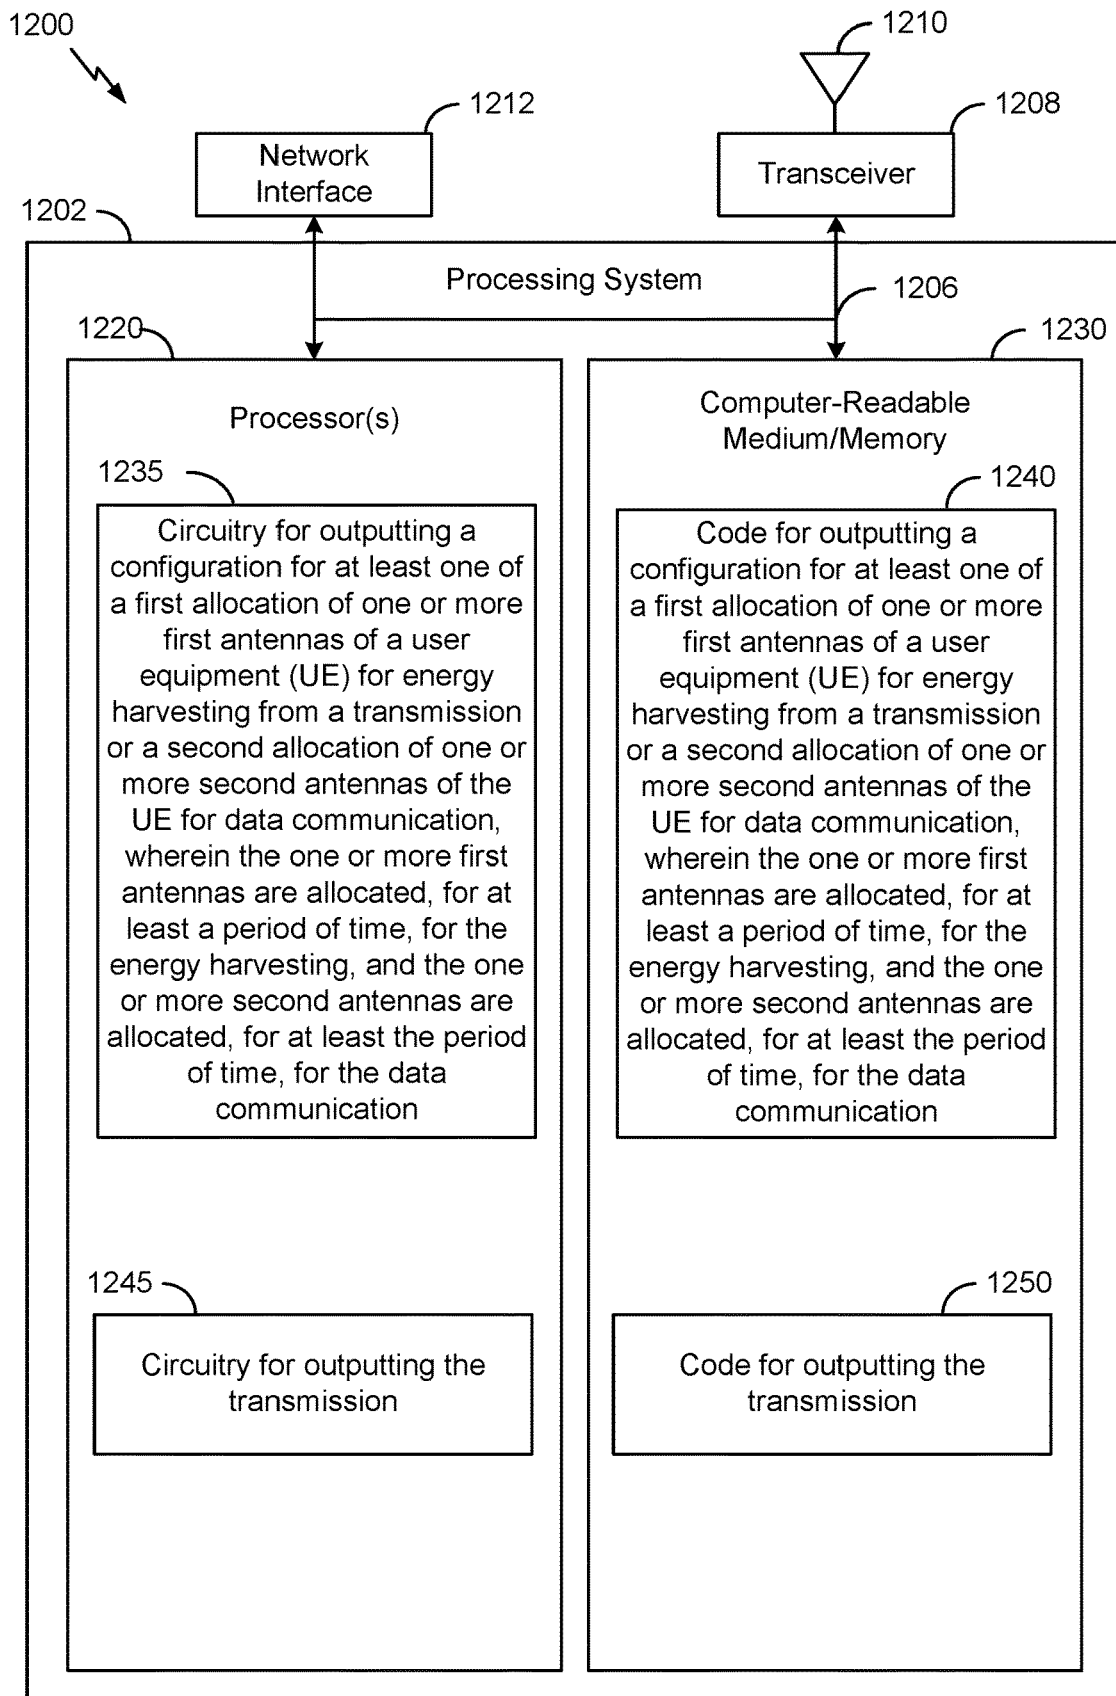 1200
1210
1212
1208
Network
Interface
Transceiver
1202
Processing System
1206
1220
1230
Processor(s)
Computer-Readable
Medium/Memory
1235
Circuitry for outputting a
configuration for at least one of
a first allocation of one or more
first antennas of a user
equipment (UE) for energy
harvesting from a transmission
or a second allocation of one or
more second antennas of the
UE for data communication,
wherein the one or more first
antennas are allocated, for at
least a period of time, for the
energy harvesting, and the one
or more second antennas are
allocated, for at least the period
of time, for the data
communication
1240
Code for outputting a
configuration for at least one of
a first allocation of one or more
first antennas of a user
equipment (UE) for energy
harvesting from a transmission
or a second allocation of one or
more second antennas of the
UE for data communication,
wherein the one or more first
antennas are allocated, for at
least a period of time, for the
energy harvesting, and the one
or more second antennas are
allocated, for at least the period
of time, for the data
communication
1245
Circuitry for outputting the
transmission
1250
Code for outputting the
transmission